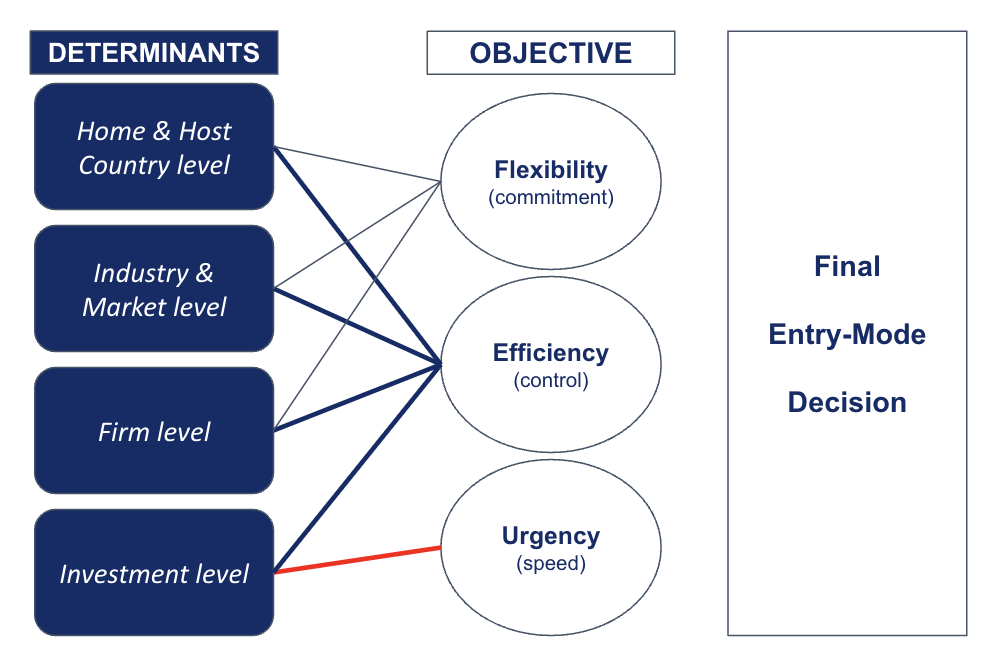 DETERMINANTS
OBJECTIVE
Home & Host
Country level
Industry &
Market level
Firm level
Investment level
Flexibility
(commitment)
Efficiency
(control)
Urgency
(speed)
Final
Entry-Mode
Decision